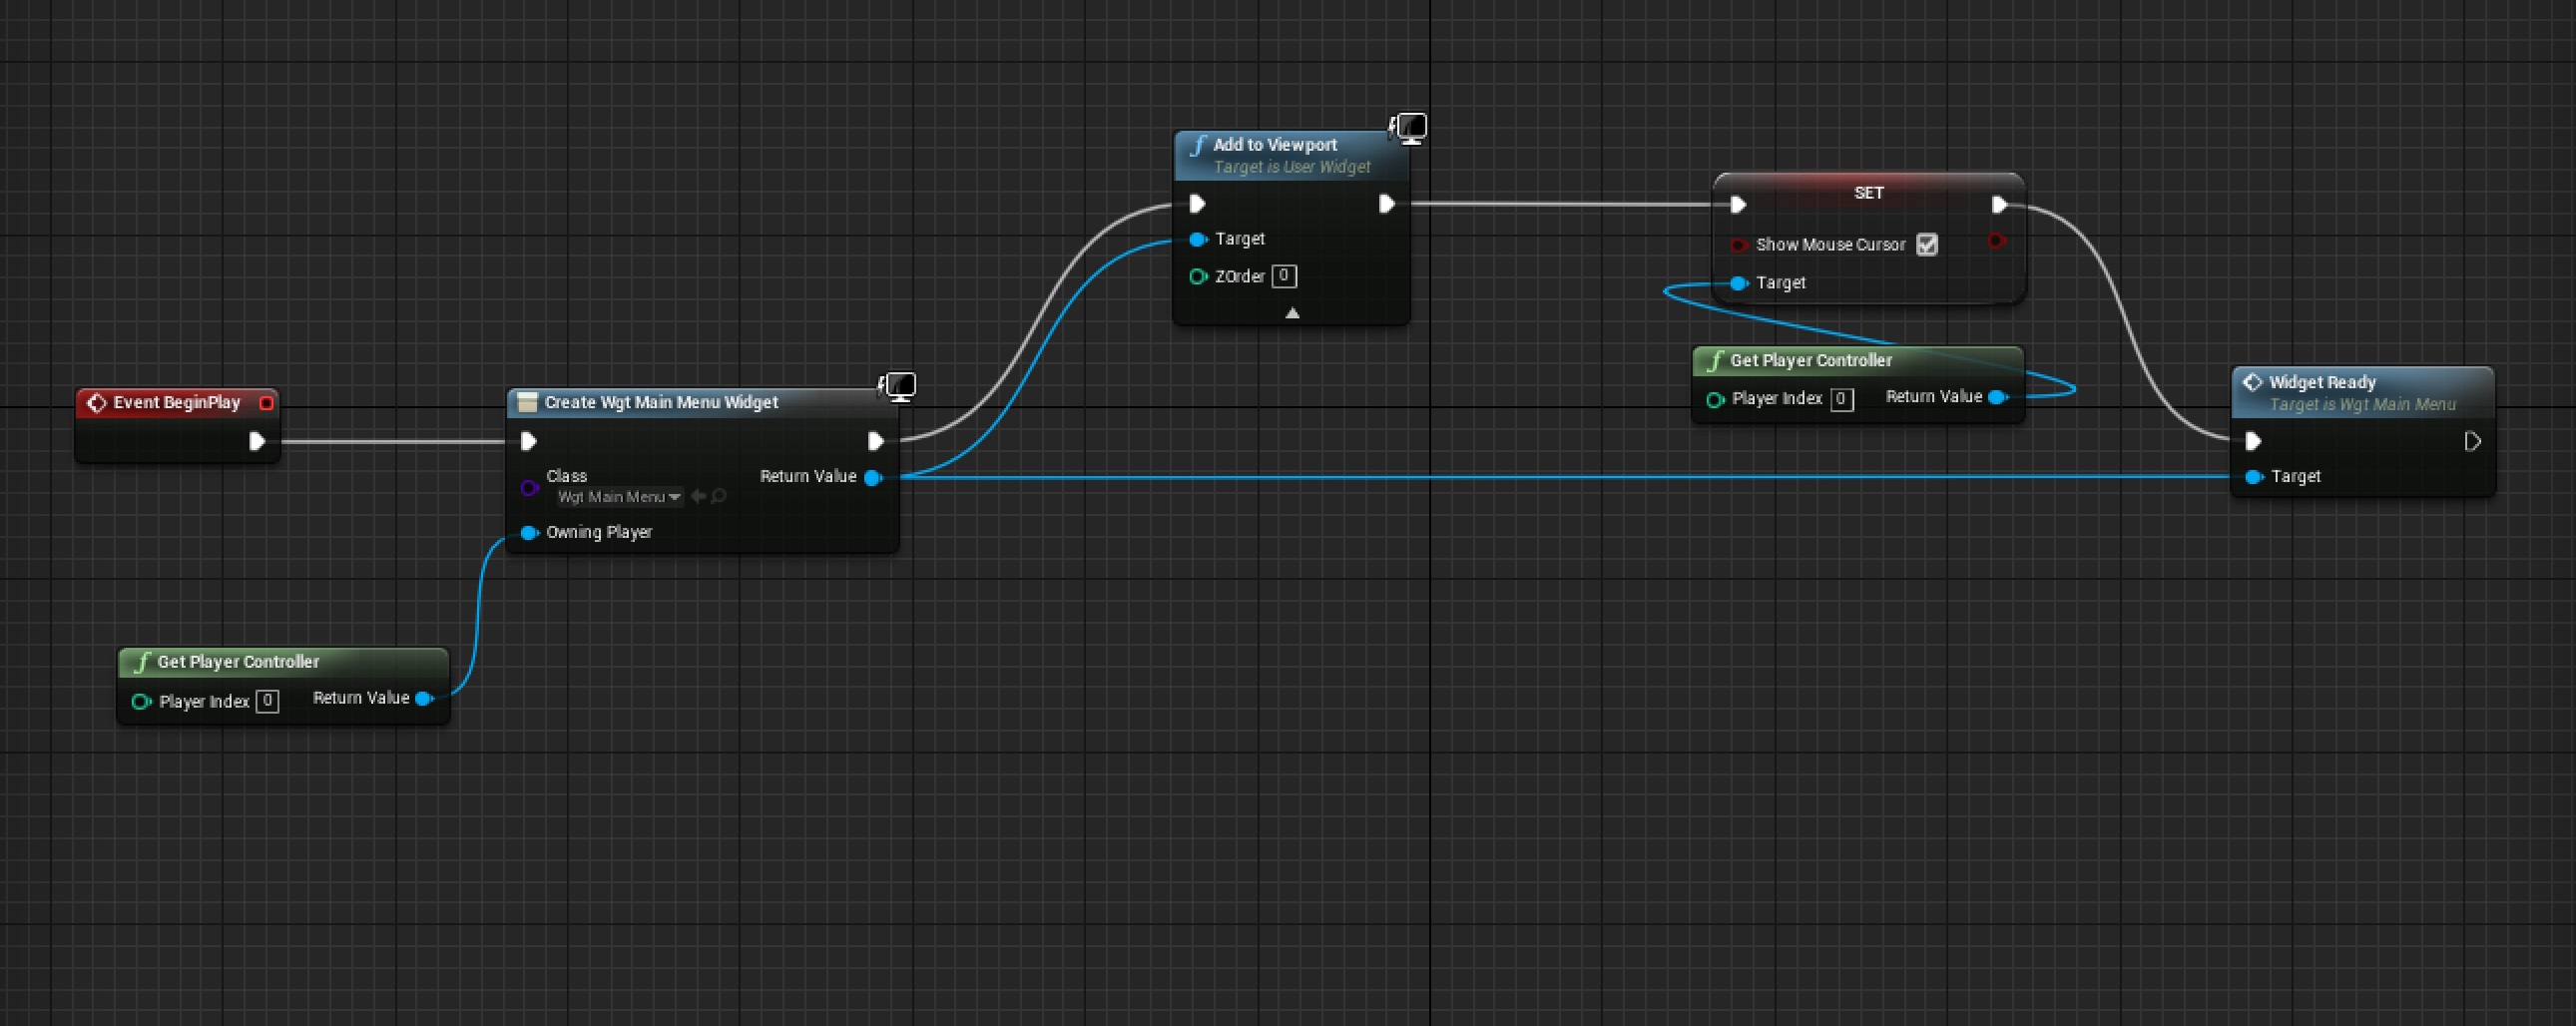 Event BeginPlay
Create Wgt Main Menu Widget
Class
Wgt Main Menu
Return Value
Owning Player
Get Player Controller
Player Index 0
Return Value
Add to Viewport
Target is User Widget
Target
ZOrder 0
SET
Show Mouse Cursor
Target
Get Player Controller
Player Index 0
Return Value
Widget Ready
Target is Wgt Main Menu
Target